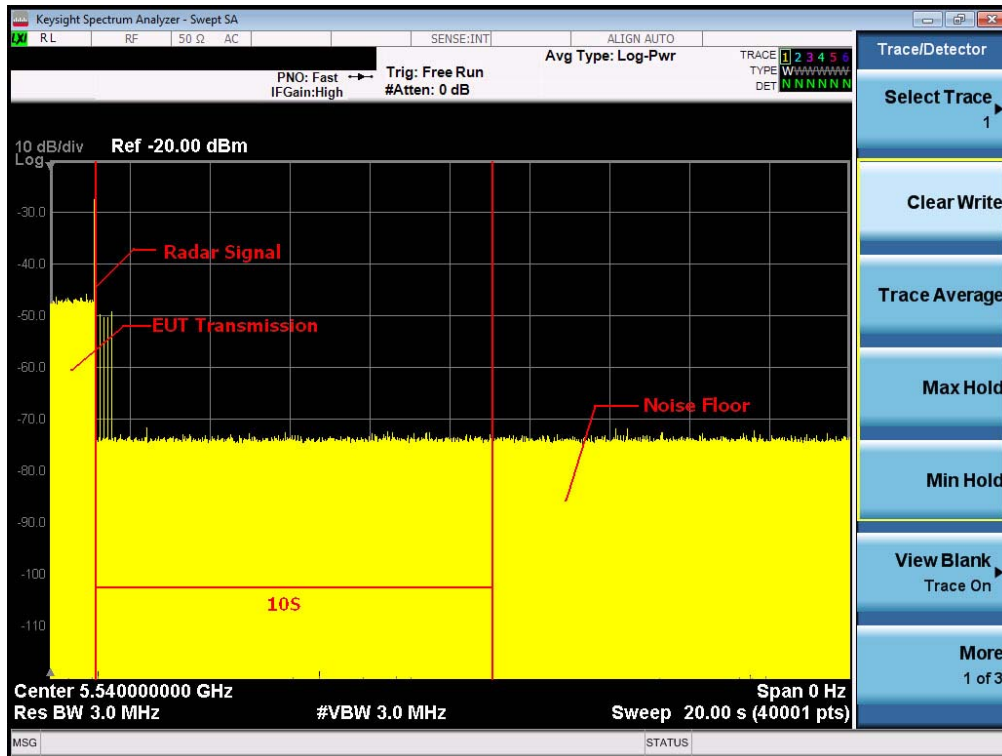 Keysight Spectrum Analyzer - Swept SA
LXI RL RF 50 Ω AC SENSE:INT ALIGN AUTO
PNO: Fast
IFGain:High
Trig: Free Run
#Atten: 0 dB
Avg Type: Log-Pwr
TRACE 1 2 3 4 5 6
TYPE WWWWWW
DET N N N N N N
10 dB/div Ref -20.00 dBm
Log
-30.0
-40.0
-50.0
-60.0
-70.0
-80.0
-90.0
-100
-110
Radar Signal
EUT Transmission
Noise Floor
10S
Center 5.540000000 GHz Span 0 Hz
Res BW 3.0 MHz #VBW 3.0 MHz Sweep 20.00 s (40001 pts)
MSG STATUS
Trace/Detector
Select Trace
1
Clear Write
Trace Average
Max Hold
Min Hold
View Blank
Trace On
More
1 of 3